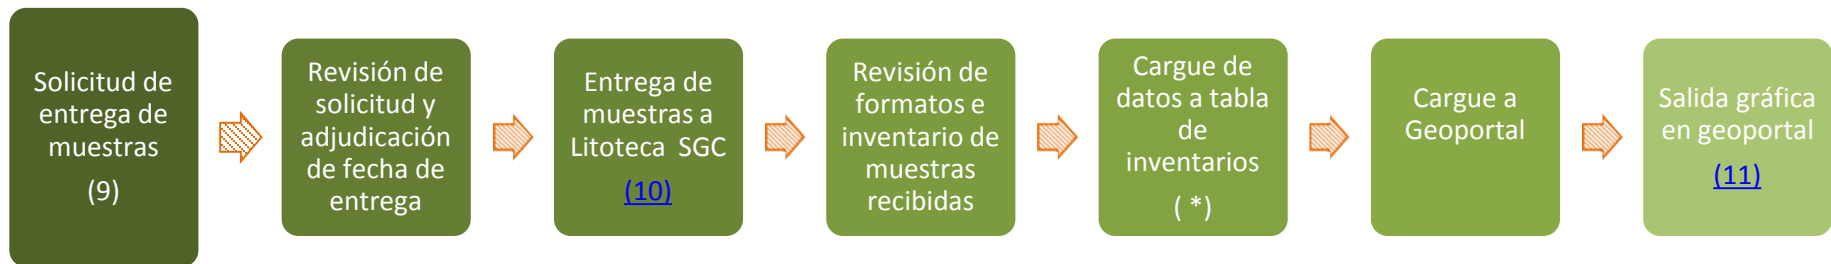 Solicitud de
entrega de
muestras
(9)
Revisión de
solicitud y
adjudicación
de fecha de
entrega
Entrega de
muestras a
Litoteca SGC
(10)
Revisión de
formatos e
inventario de
muestras
recibidas
Cargue de
datos a tabla
de
inventarios
( *)
Cargue a
Geoportal
Salida gráfica
en geoportal
(11)